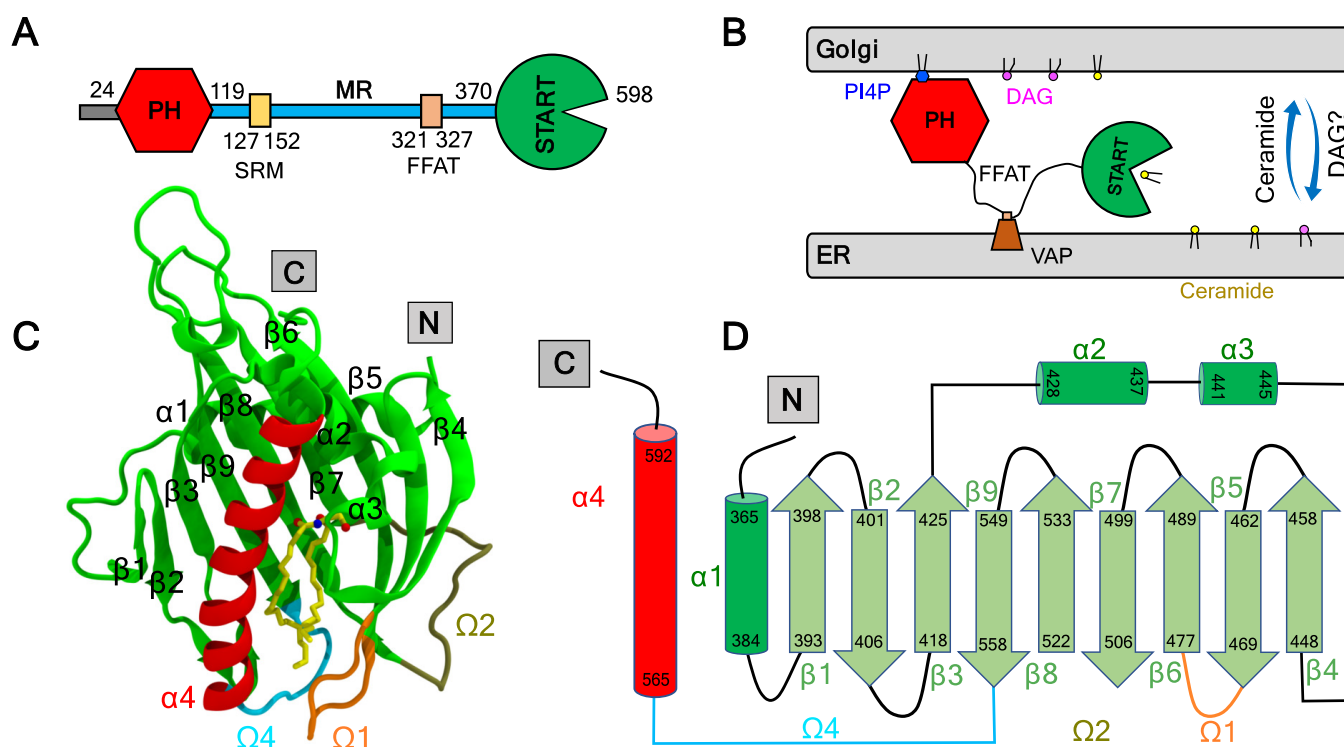 A
24
PH
119
MR
370
START
598
127 152
321 327
SRM
FFAT
B
Golgi
PI4P
DAG
PH
FFAT
START
Ceramide
DAG?
ER
VAP
Ceramide
C
C
N
β6
β5
α1
β8
α2
β4
β9
β7
β3
α3
β1
β2
Ω2
α4
Ω4
Ω1
D
C
N
α2
α3
428
437
441
445
592
α4
565
365
α1
384
β2
β9
β7
β5
398
401
425
549
533
499
489
462
458
393
406
418
558
522
506
477
469
448
β1
β3
β8
β6
β4
Ω4
Ω2
Ω1